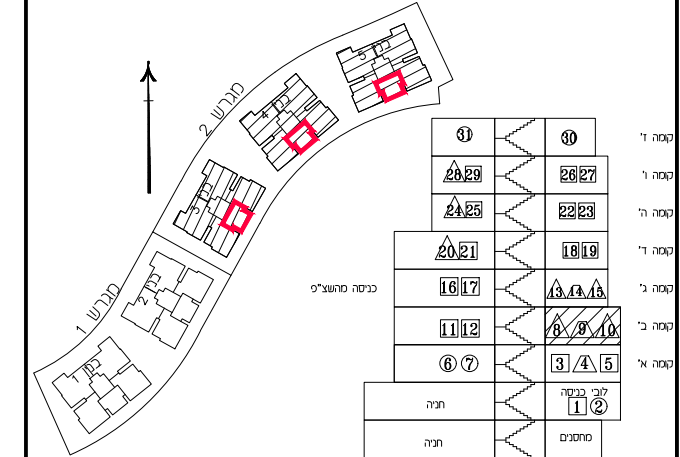 מגרש 2
בנין 5
בנין 4
בנין 3
מגרש 1
בנין 2
בנין 1
31 30 קומה ז'
28 29 26 27 קומה ו'
24 25 22 23 קומה ה'
20 21 18 19 קומה ד'
כניסה מהשצ"פ
16 17 13 14 15 קומה ג'
11 12 8 9 10 קומה ב'
6 7 3 4 5 קומה א'
לובי כניסה
חניה 1 2
חניה מחסנים